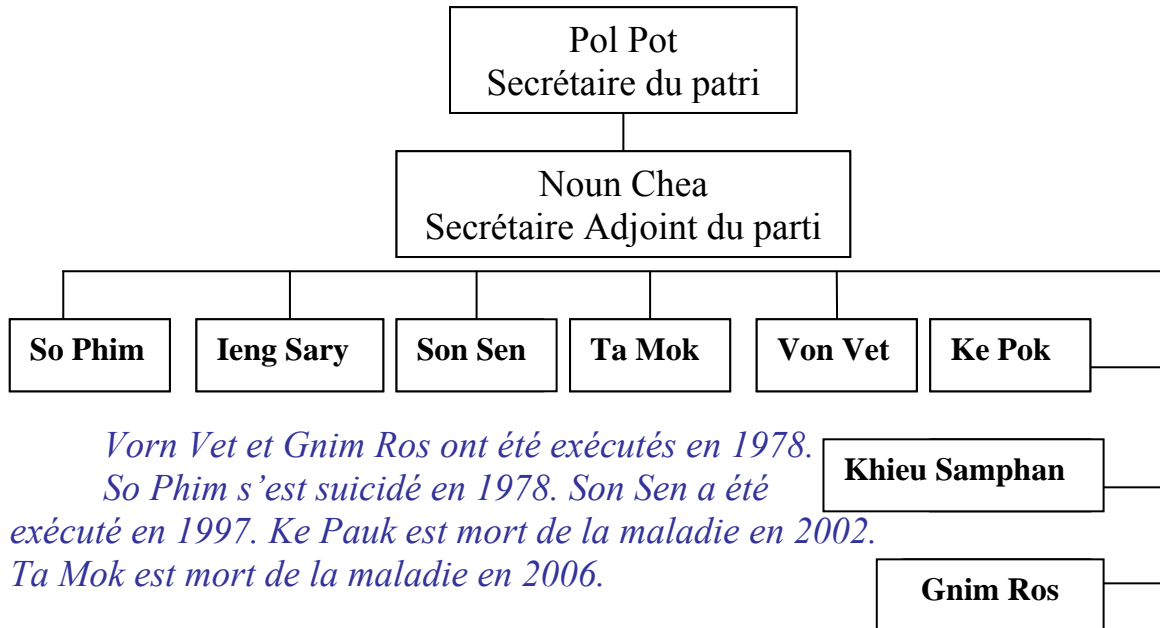 Pol Pot
Secrétaire du patri
Noun Chea
Secrétaire Adjoint du parti
So Phim
Ieng Sary
Son Sen
Ta Mok
Von Vet
Ke Pok
Vorn Vet et Gnim Ros ont été exécutés en 1978.
So Phim s’est suicidé en 1978. Son Sen a été
exécuté en 1997. Ke Pauk est mort de la maladie en 2002.
Ta Mok est mort de la maladie en 2006.
Khieu Samphan
Gnim Ros